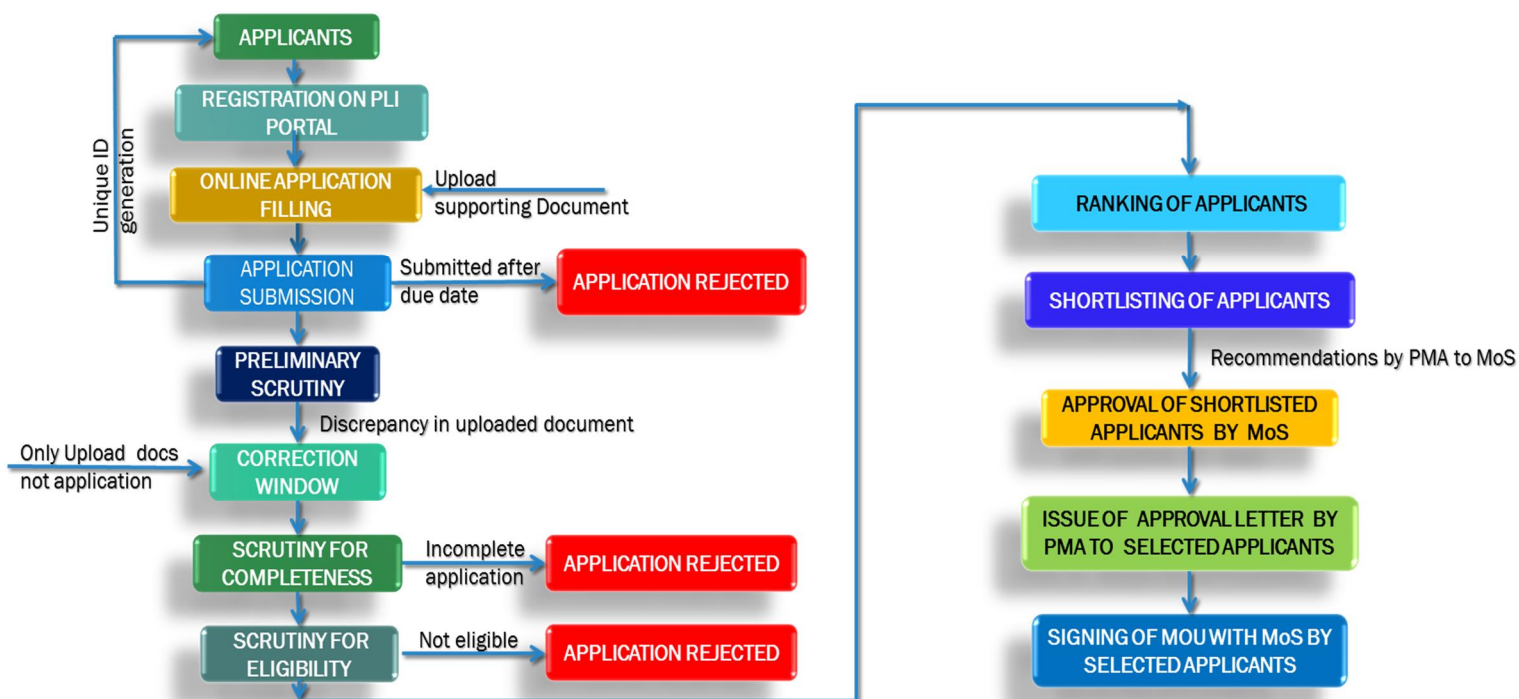 APPLICANTS
REGISTRATION ON PLI
PORTAL
Unique ID
generation
ONLINE APPLICATION
FILLING
Upload
supporting Document
APPLICATION
SUBMISSION
Submitted after
due date
APPLICATION REJECTED
PRELIMINARY
SCRUTINY
Discrepancy in uploaded document
Only Upload docs
not application
CORRECTION
WINDOW
SCRUTINY FOR
COMPLETENESS
Incomplete
application
APPLICATION REJECTED
SCRUTINY FOR
ELIGIBILITY
Not eligible
APPLICATION REJECTED
RANKING OF APPLICANTS
SHORTLISTING OF APPLICANTS
Recommendations by PMA to MoS
APPROVAL OF SHORTLISTED
APPLICANTS BY MoS
ISSUE OF APPROVAL LETTER BY
PMA TO SELECTED APPLICANTS
SIGNING OF MOU WITH MoS BY
SELECTED APPLICANTS